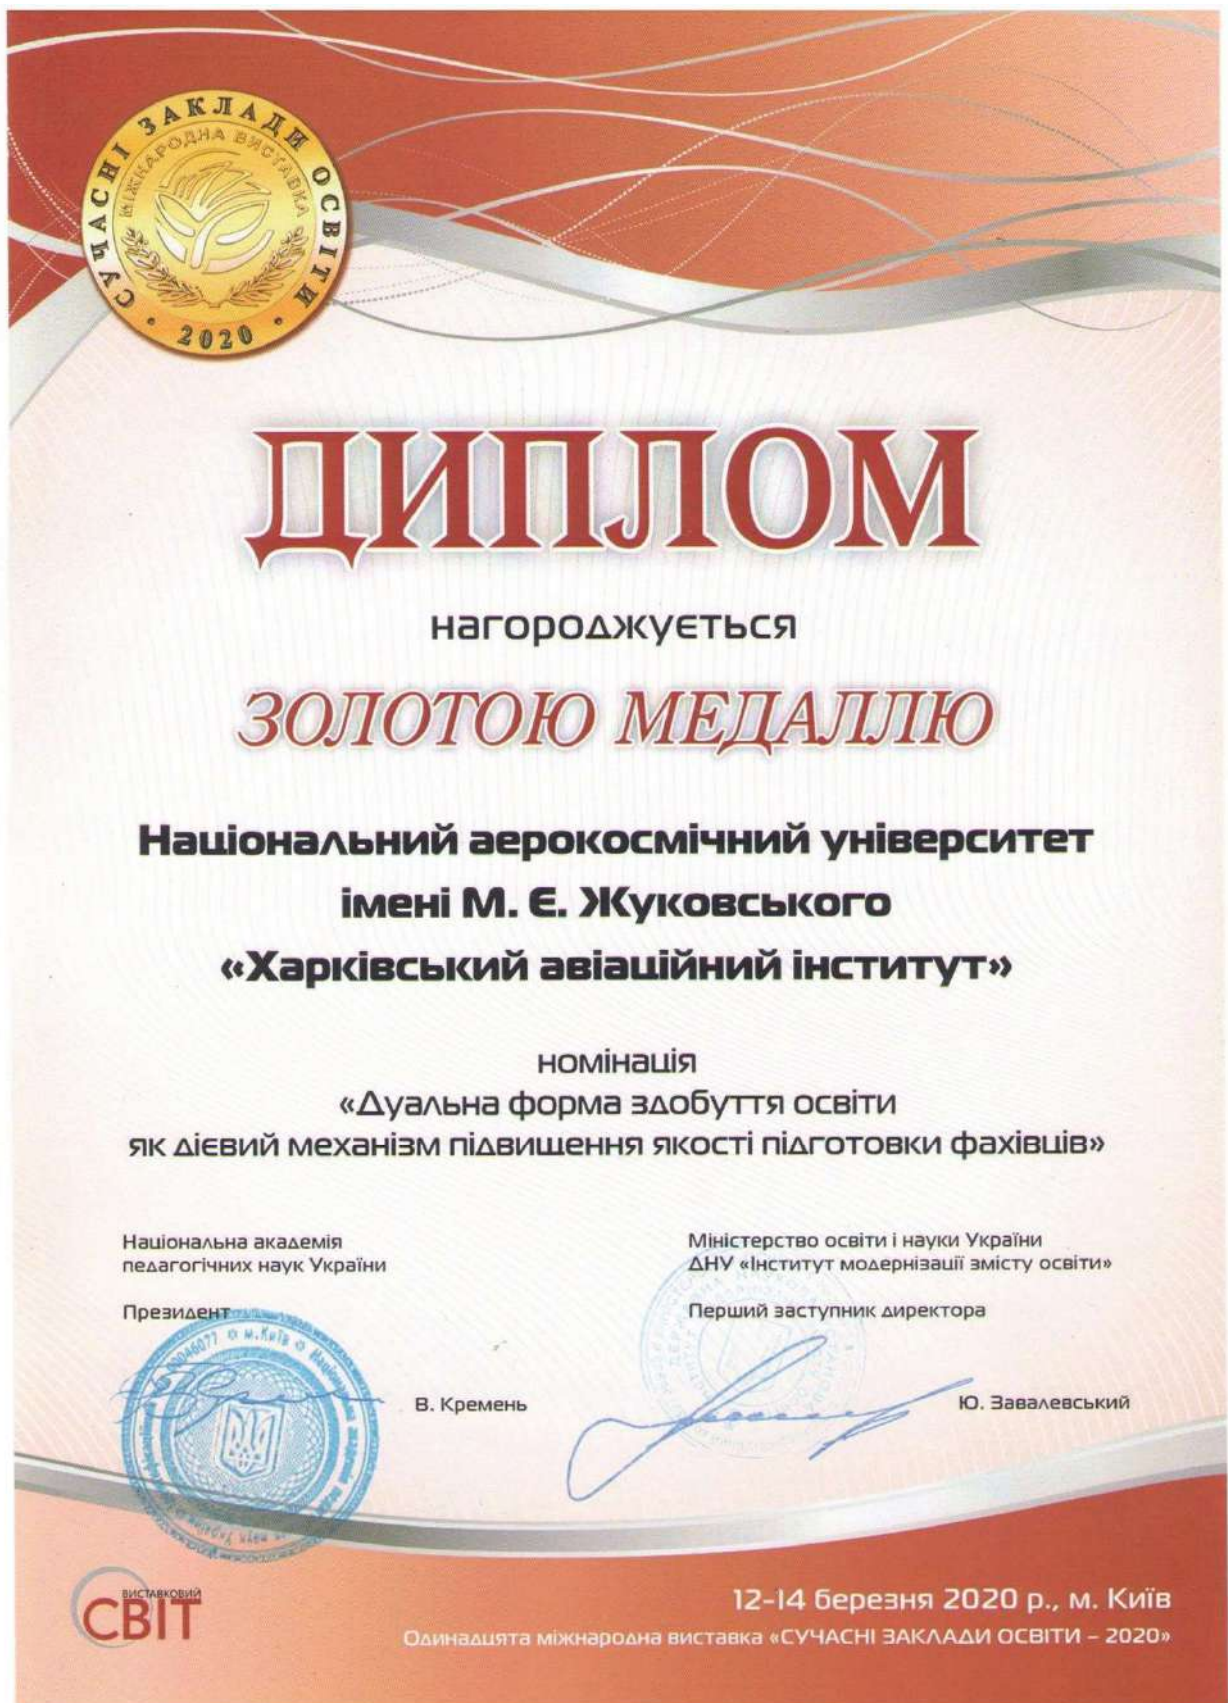 СУЧАСНІ ЗАКЛАДИ ОСВІТИ
МІЖНАРОДНА ВИСТАВКА
• 2020 •
ДИПЛОМ
нагороджується
ЗОЛОТОЮ МЕДАЛЛЮ
Національний аерокосмічний університет
імені М. Є. Жуковського
«Харківський авіаційний інститут»
номінація
«Дуальна форма здобуття освіти
як дієвий механізм підвищення якості підготовки фахівців»
Національна академія
педагогічних наук України
Президент
В. Кремень
Міністерство освіти і науки України
ДНУ «Інститут модернізації змісту освіти»
Перший заступник директора
Ю. Завалевський
00046077 м.Київ
ВИСТАВКОВИЙ
СВІТ
12-14 березня 2020 р., м. Київ
Одинадцята міжнародна виставка «СУЧАСНІ ЗАКЛАДИ ОСВІТИ – 2020»